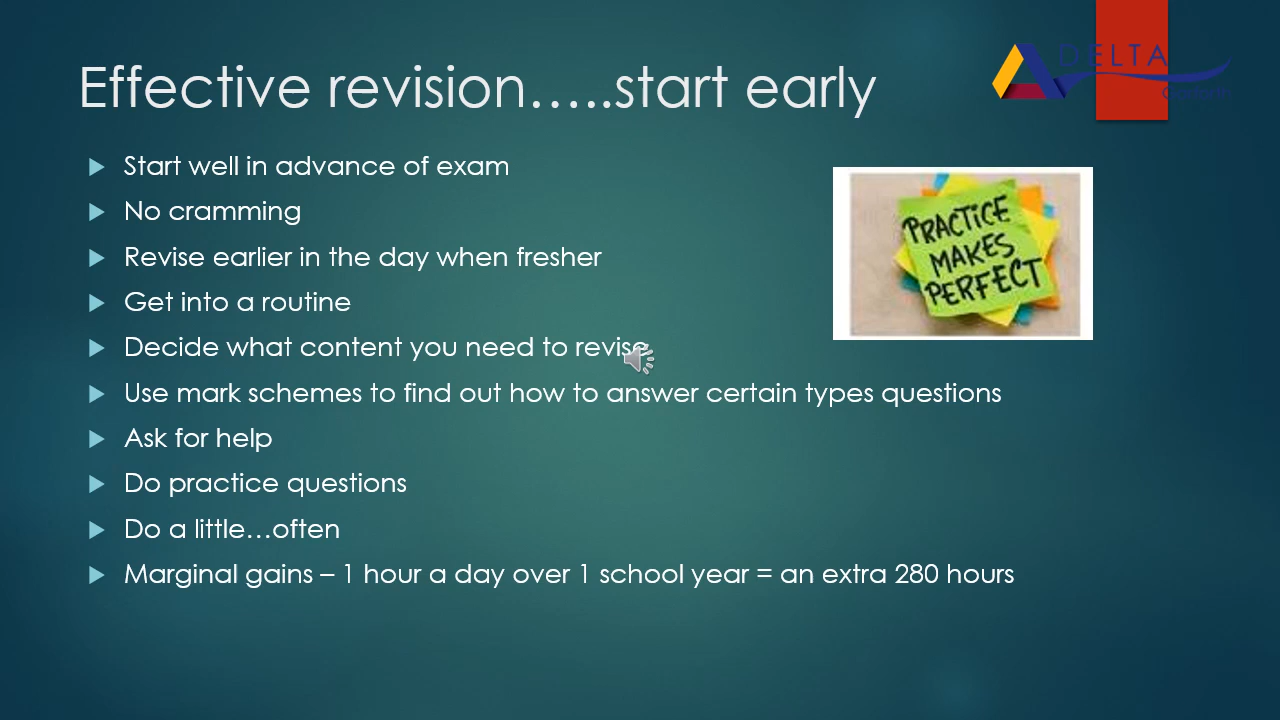 Effective revision…..start early
DELTA
Start well in advance of exam
No cramming
Revise earlier in the day when fresher
Get into a routine
Decide what content you need to revise
Use mark schemes to find out how to answer certain types questions
Ask for help
Do practice questions
Do a little…often
Marginal gains – 1 hour a day over 1 school year = an extra 280 hours
PRACTICE
MAKES
PERFECT